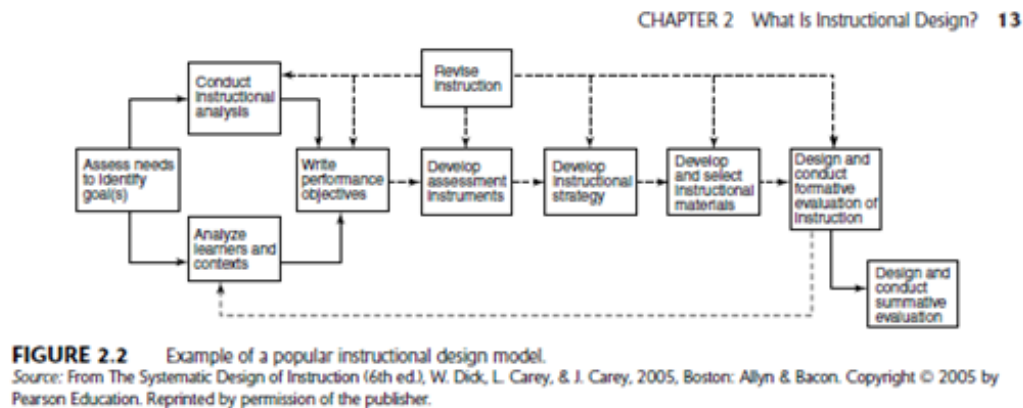 CHAPTER 2 What Is Instructional Design? 13
Revise
Instruction
Conduct
Instructional
analysis
Assess needs
to Identify
goal(s)
Write
performance
objectives
Develop
assessment
Instruments
Develop
Instructional
strategy
Develop
and select
Instructional
materials
Design and
conduct
formative
evaluation of
Instruction
Analyze
learners and
contexts
Design and
conduct
summative
evaluation
FIGURE 2.2 Example of a popular instructional design model.
Source: From The Systematic Design of Instruction (6th ed.), W. Dick, L. Carey, & J. Carey, 2005, Boston: Allyn & Bacon. Copyright © 2005 by
Pearson Education. Reprinted by permission of the publisher.